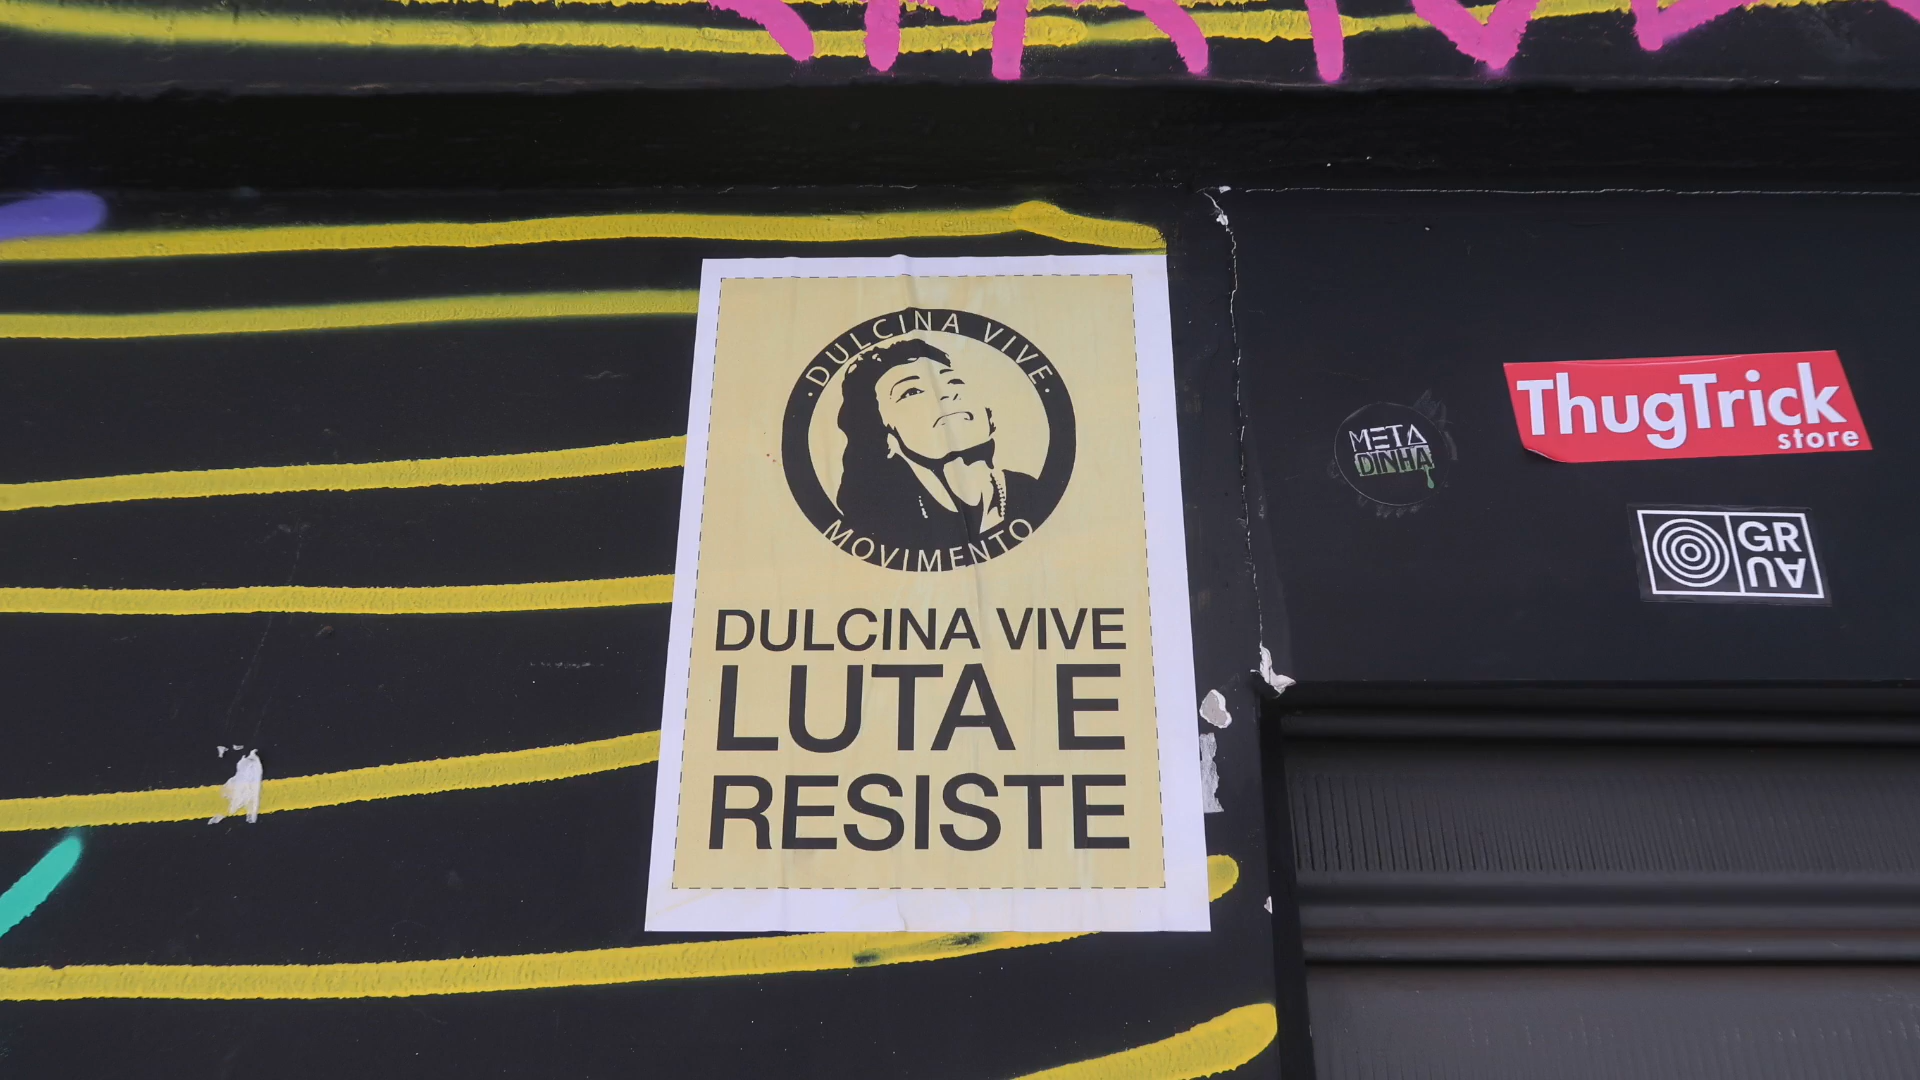 DULCINA VIVE
MOVIMENTO
DULCINA VIVE
LUTA E
RESISTE
META
DINHA
ThugTrick
store
GR
AU